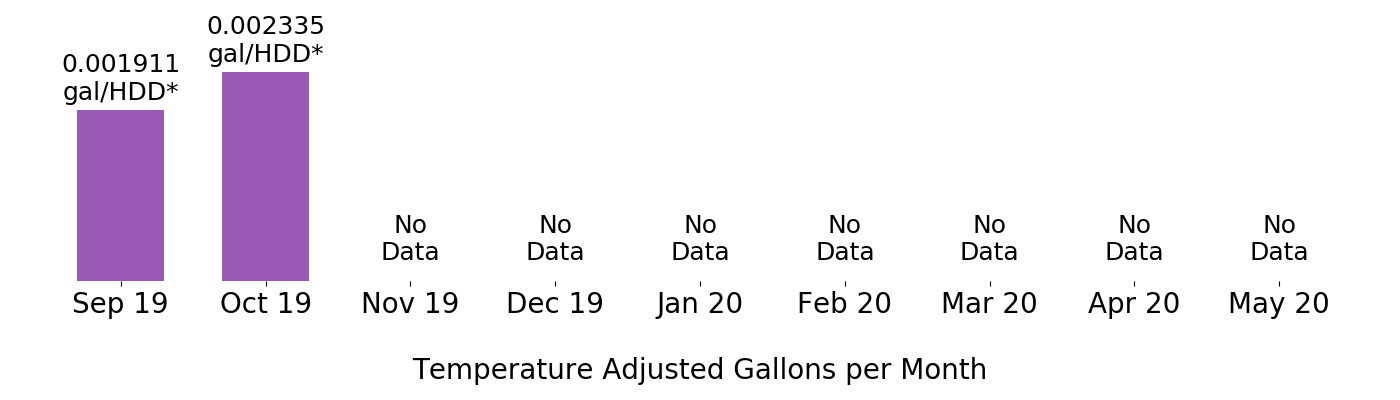 0.001911
gal/HDD*
0.002335
gal/HDD*
No
Data
No
Data
No
Data
No
Data
No
Data
No
Data
No
Data
Sep 19 Oct 19 Nov 19 Dec 19 Jan 20 Feb 20 Mar 20 Apr 20 May 20
Temperature Adjusted Gallons per Month